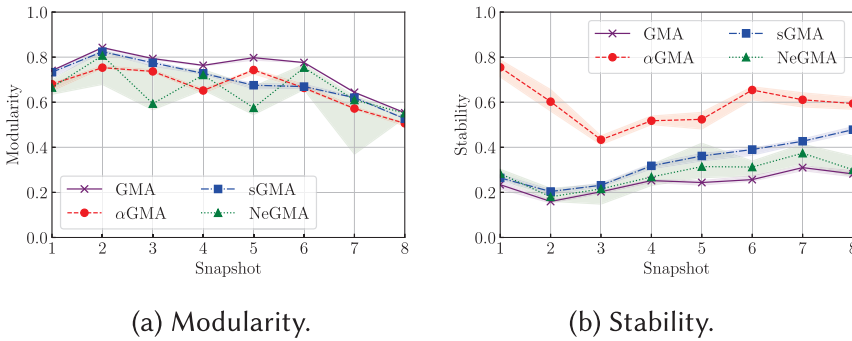 1.0
0.8
0.6
0.4
0.2
0.0
Modularity
GMA
αGMA
sGMA
NeGMA
1 2 3 4 5 6 7 8
Snapshot
(a) Modularity.
1.0
0.8
0.6
0.4
0.2
0.0
Stability
GMA
αGMA
sGMA
NeGMA
1 2 3 4 5 6 7 8
Snapshot
(b) Stability.